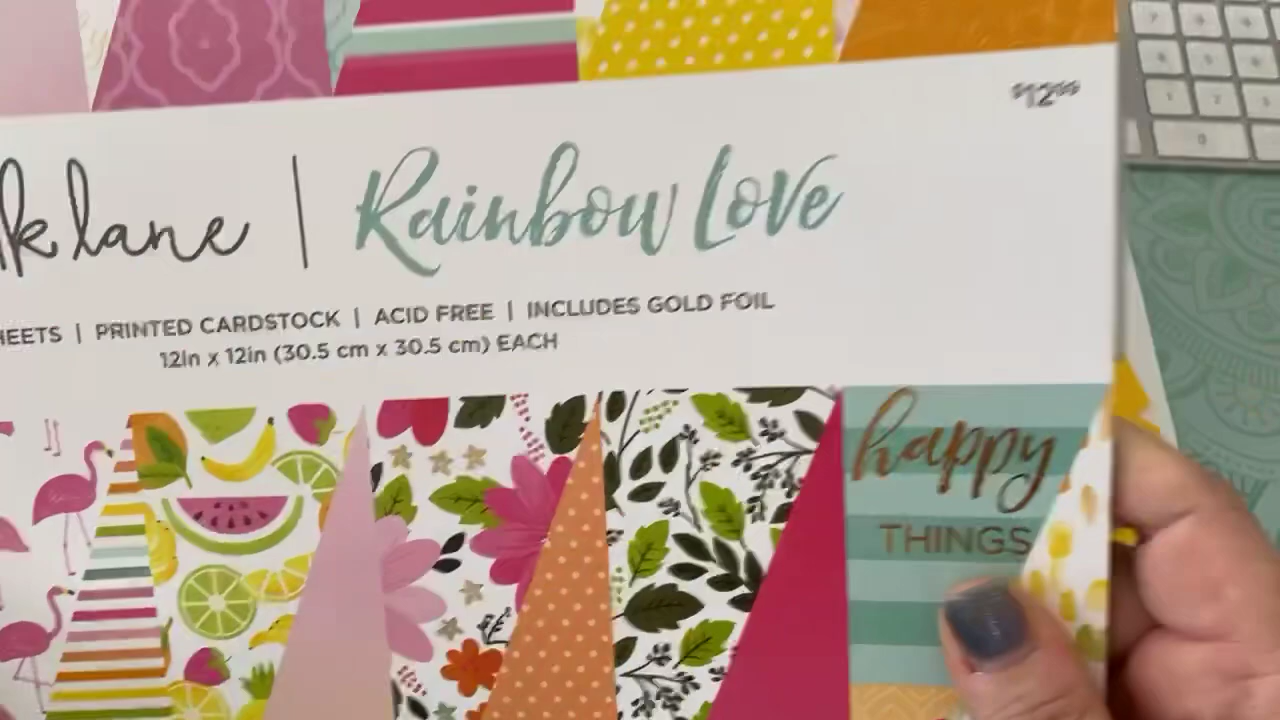 $12.99
lane | Rainbow Love
PRINTED CARDSTOCK | ACID FREE | INCLUDES GOLD FOIL
12in x 12in (30.5 cm x 30.5 cm) EACH
happy
THINGS